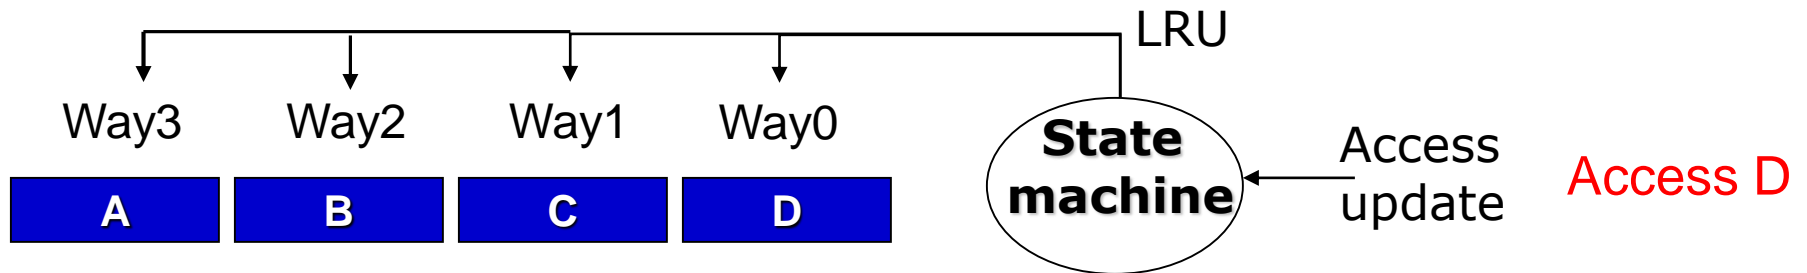 LRU
Way3 Way2 Way1 Way0
State
machine
Access
update
Access D
A B C D